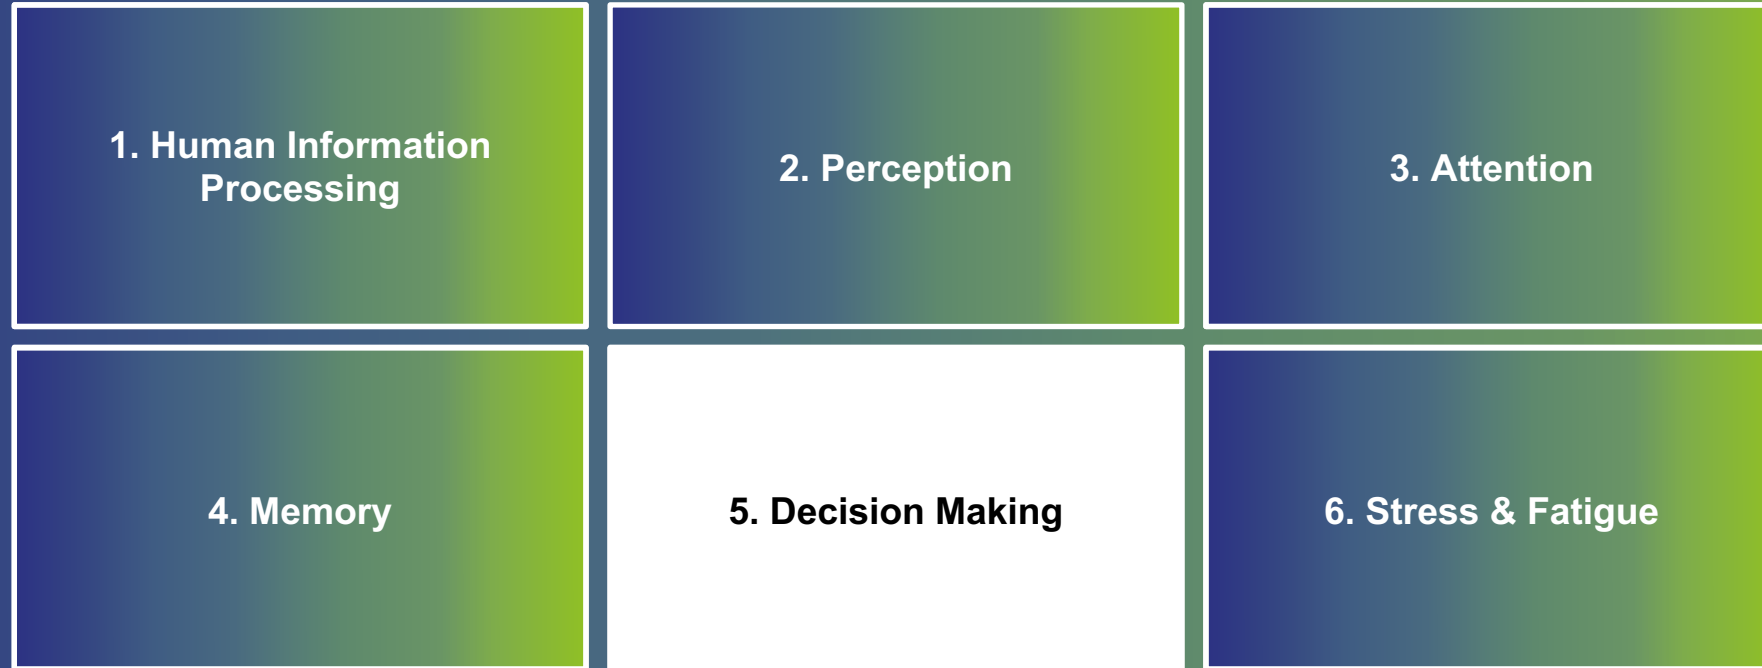 1. Human Information
Processing
2. Perception
3. Attention
4. Memory
5. Decision Making
6. Stress & Fatigue